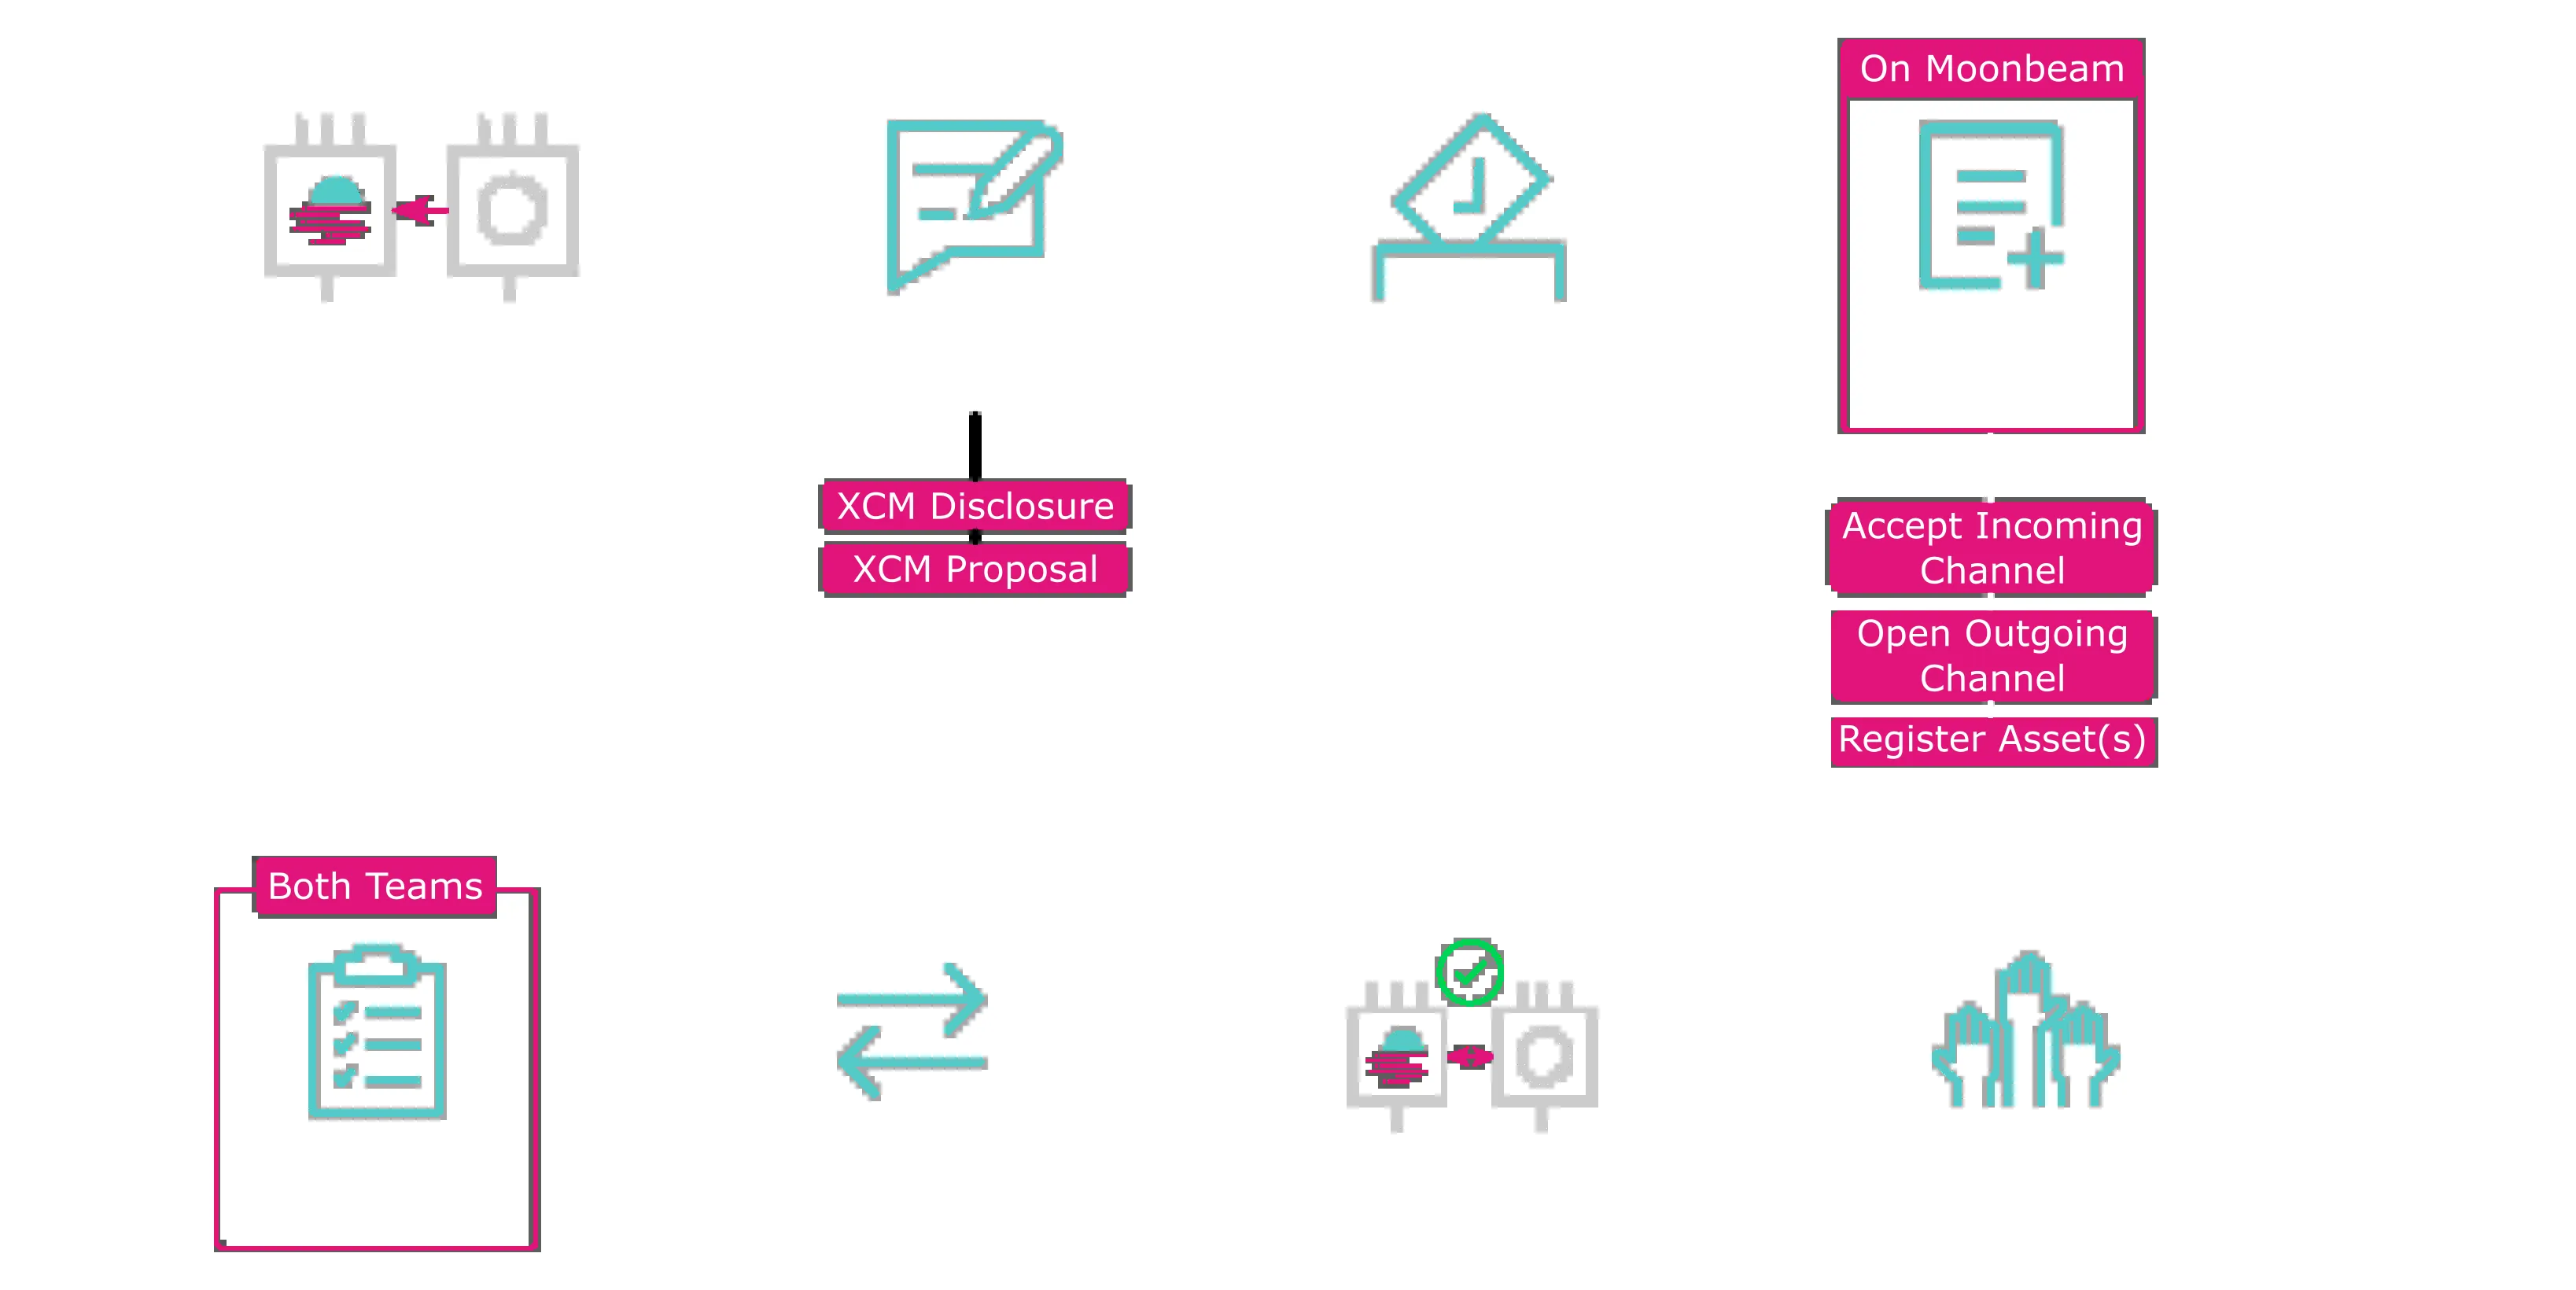 On Moonbeam
XCM Disclosure
XCM Proposal
Accept Incoming
Channel
Open Outgoing
Channel
Register Asset(s)
Both Teams